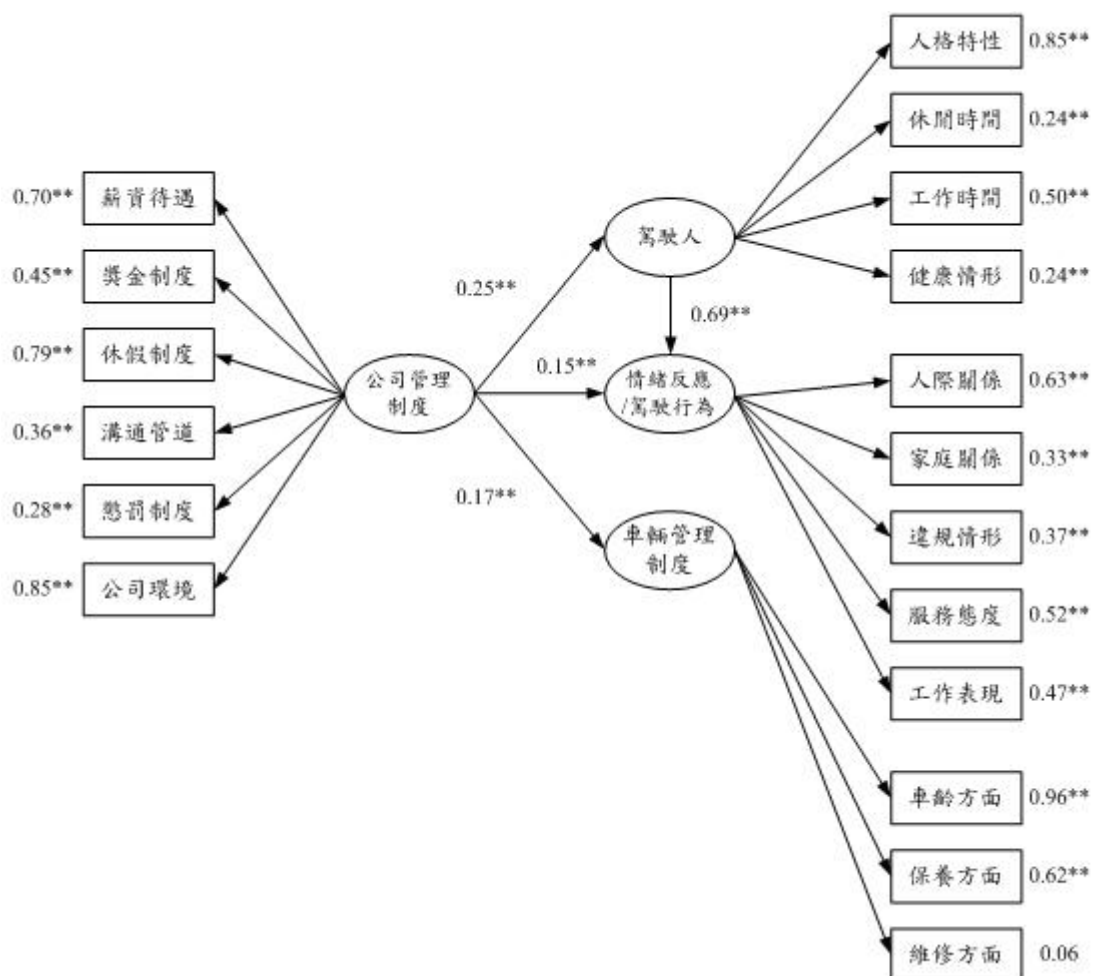 人格特性 0.85**
休閒時間 0.24**
工作時間 0.50**
健康情形 0.24**
0.70** 薪資待遇
0.45** 獎金制度
0.79** 休假制度
0.36** 溝通管道
0.28** 懲罰制度
0.85** 公司環境
公司管理
制度
0.25**
0.15**
0.17**
駕駛人
0.69**
情緒反應
/駕駛行為
車輛管理
制度
人際關係 0.63**
家庭關係 0.33**
違規情形 0.37**
服務態度 0.52**
工作表現 0.47**
車齡方面 0.96**
保養方面 0.62**
維修方面 0.06